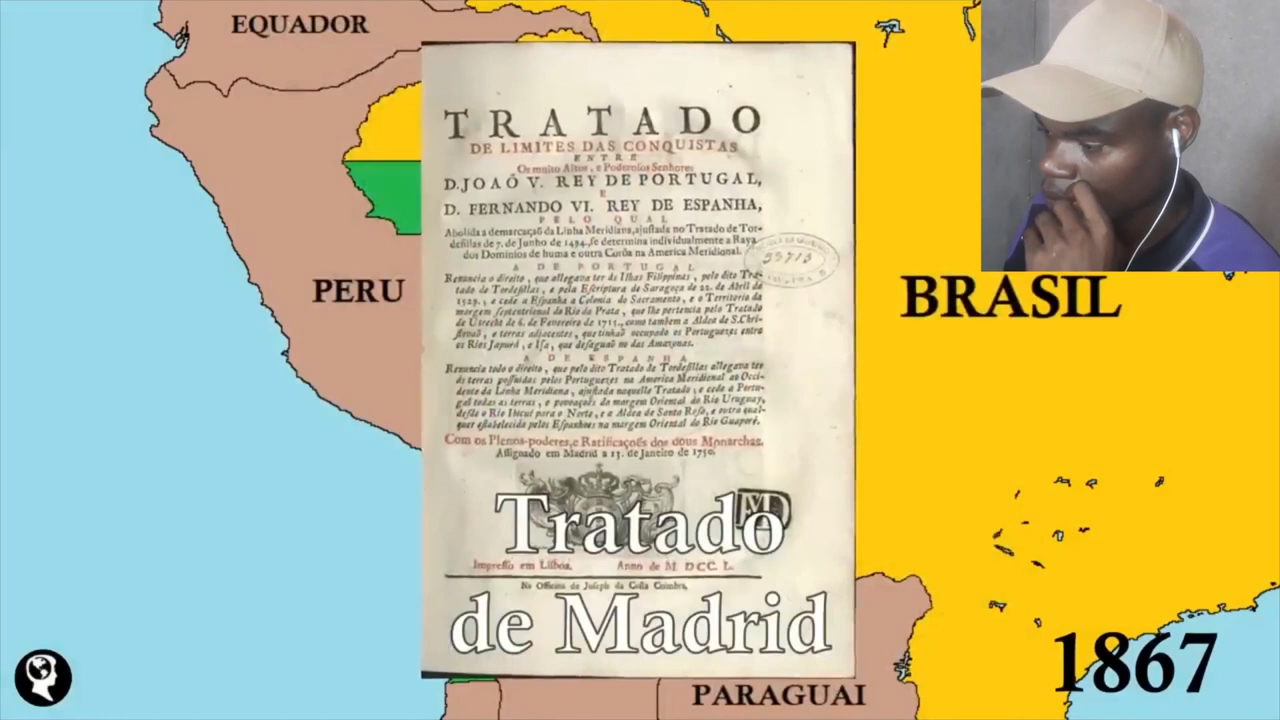 EQUADOR
PERU
BRASIL
PARAGUAI
1867
TRATADO
DE LIMITES DAS CONQUISTAS
ENTRE
Os muito Altos, e Poderosos Senhores
D. JOAÕ V. REY DE PORTUGAL,
E
D. FERNANDO VI. REY DE ESPANHA,
PELO QUAL
Abolida a demarcaçaõ da Linha Meridiana, ajustada no Tratado de Tor-
desillas de 7. de Junho de 1494., se determina individualmente a Raya
dos Dominios de huma e outra Corôa na America Meridional.
A DE PORTUGAL
Renuncia o direito, que allegava ter ás Ilhas Filippinas, pelo dito Tra-
tado de Tordesillas, e pela Escriptura de Saragoça de 22. de Abril de
1529., e cede a Espanha a Colonia do Sacramento, e o Territorio da
margem septentrional do Rio da Prata, que lhe pertencia pelo Tratado
de Utrecht de 6. de Fevereiro de 1715., como tambem a Aldea de S. Chri-
stovaõ, e terras adjacentes, que tinhaõ occupado os Portuguezes entre
os Rios Japurá, e Isa, que desaguaõ no das Amazonas.
A DE ESPANHA
Renuncia todo o direito, que pelo dito Tratado de Tordesillas allegava ter
ás terras possuidas pelos Portuguezes na America Meridional ao Occi-
dente da Linha Meridiana, ajustada naquelle Tratado; e cede a Portu-
gal todas as terras, e povoações da margem Oriental do Rio Uruguay,
desde o Rio Ibicui para o Norte, e a Aldea de Santa Rosa, e outra qual-
quer estabelecida pelos Espanhoes na margem Oriental do Rio Guaporé.
Com os Plenos-poderes, e Ratificaçoẽs dos dous Monarchas.
Assignado em Madrid a 13. de Janeiro de 1750.
33713
Tratado
Impresso em Lisboa. Anno de M. DCC. L.
Na Officina de Joseph da Costa Coimbra.
de Madrid